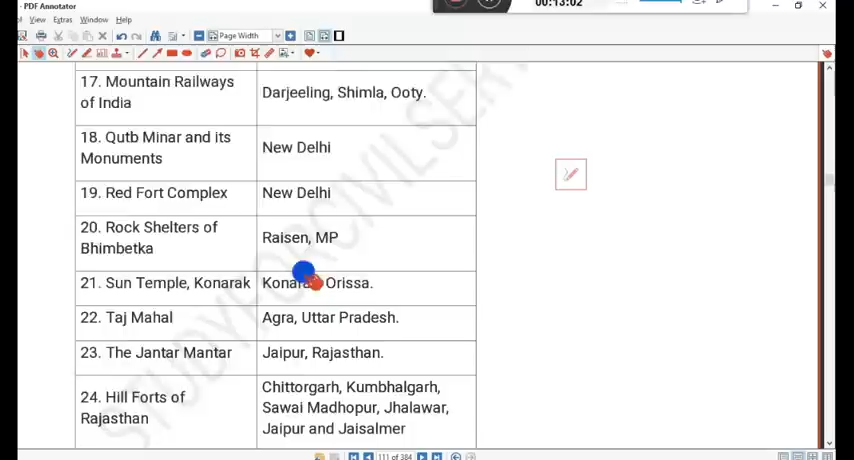 - PDF Annotator
00:13:02
View Extras Window Help
Page Width
17. Mountain Railways
of India
Darjeeling, Shimla, Ooty.
18. Qutb Minar and its
Monuments
New Delhi
19. Red Fort Complex
New Delhi
20. Rock Shelters of
Bhimbetka
Raisen, MP
21. Sun Temple, Konarak
Orissa.
22. Taj Mahal
Agra, Uttar Pradesh.
23. The Jantar Mantar
Jaipur, Rajasthan.
24. Hill Forts of
Rajasthan
Chittorgarh, Kumbhalgarh,
Sawai Madhopur, Jhalawar,
Jaipur and Jaisalmer
STUDYFORCIVILSERV
111 of 384